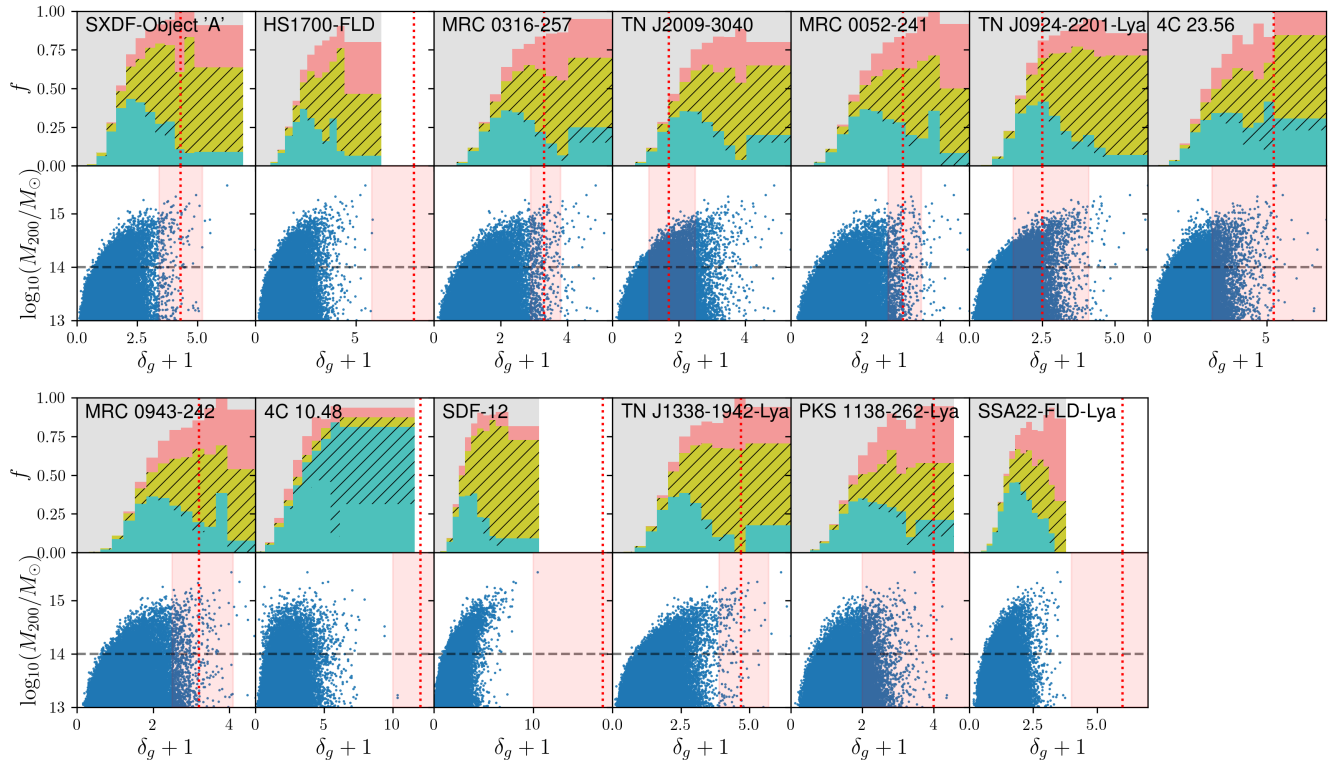 SXDF-Object 'A' HS1700-FLD MRC 0316-257 TN J2009-3040 MRC 0052-241 TN J0924-2201-Lya 4C 23.56
1.00
0.75
0.50
0.25
0.00
f
15
14
13
log10(M200/M⊙)
0.0 2.5 5.0 0 5 0 2 4 0 2 4 0 2 4 0.0 2.5 5.0 0 5
δg + 1 δg + 1 δg + 1 δg + 1 δg + 1 δg + 1 δg + 1
MRC 0943-242 4C 10.48 SDF-12 TN J1338-1942-Lya PKS 1138-262-Lya SSA22-FLD-Lya
1.00
0.75
0.50
0.25
0.00
f
15
14
13
log10(M200/M⊙)
0 2 4 0 5 10 0 10 0.0 2.5 5.0 0 2 4 0.0 2.5 5.0
δg + 1 δg + 1 δg + 1 δg + 1 δg + 1 δg + 1